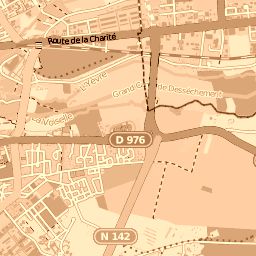 Route de la Charité
L'Yèvre
Grand Canal de Dessèchement
La Voiselle
D 976
N 142